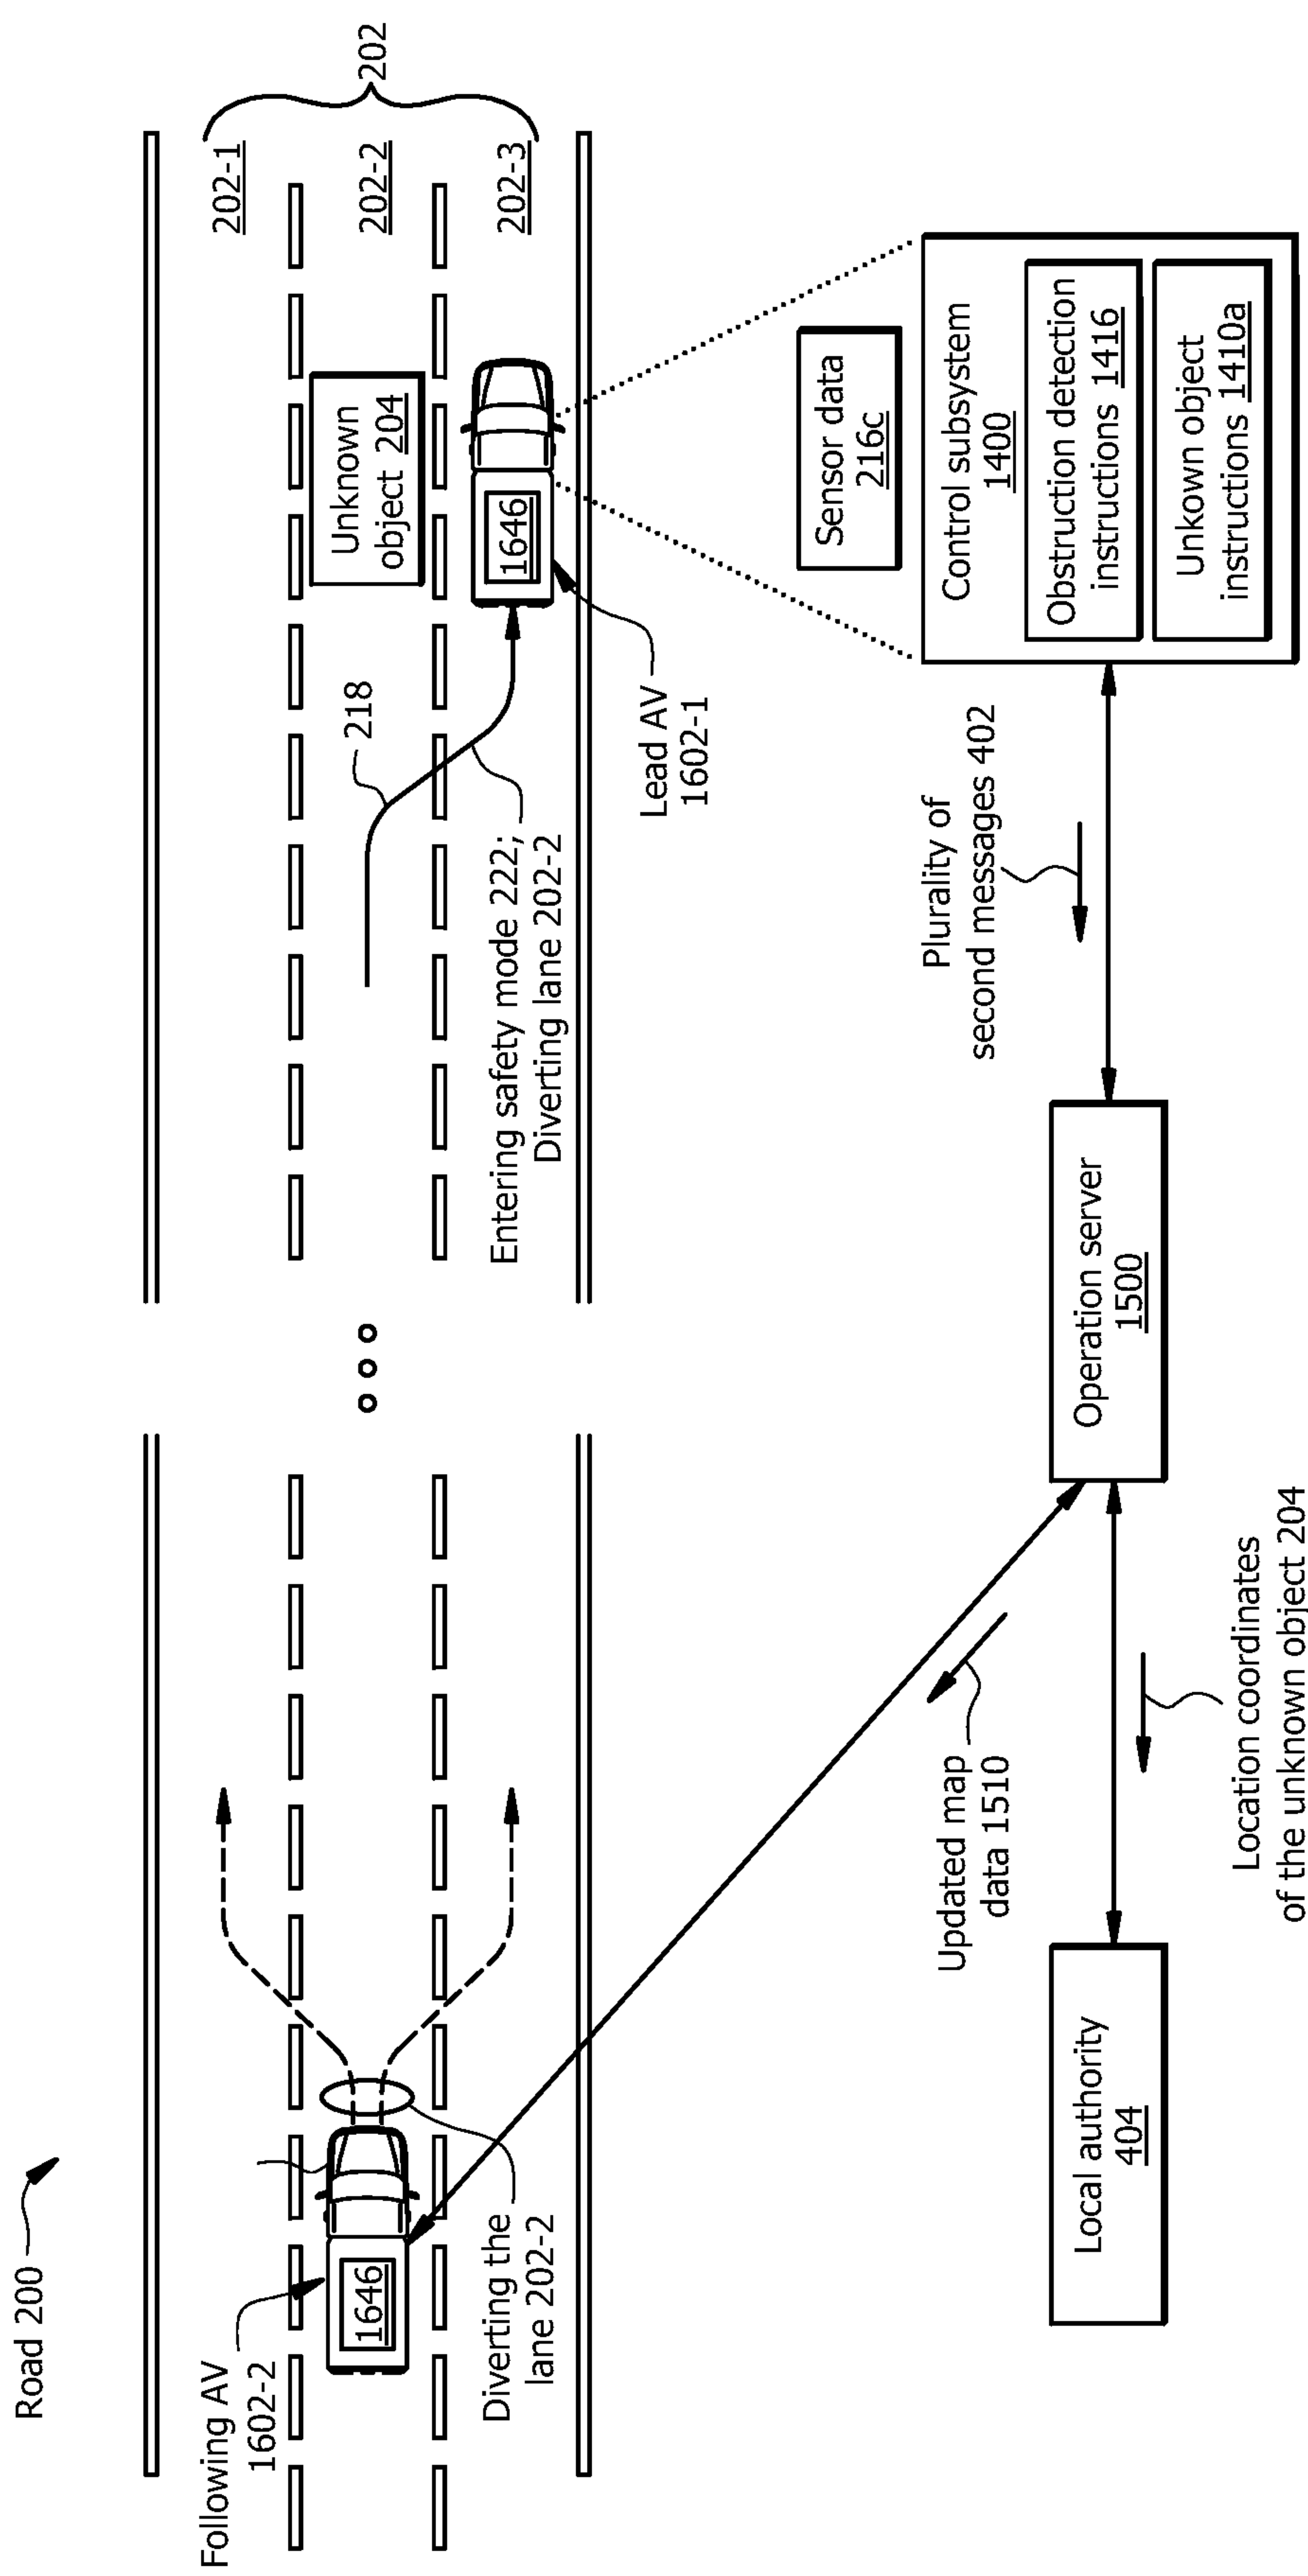 Road 200
202-1
202-2
202-3
202
Unknown
object 204
218
1646
Lead AV
1602-1
Entering safety mode 222;
Diverting lane 202-2
Following AV
1602-2
1646
Diverting the
lane 202-2
Sensor data
216c
Control subsystem
1400
Obstruction detection
instructions 1416
Unkown object
instructions 1410a
Plurality of
second messages 402
Operation server
1500
Updated map
data 1510
Location coordinates
of the unknown object 204
Local authority
404